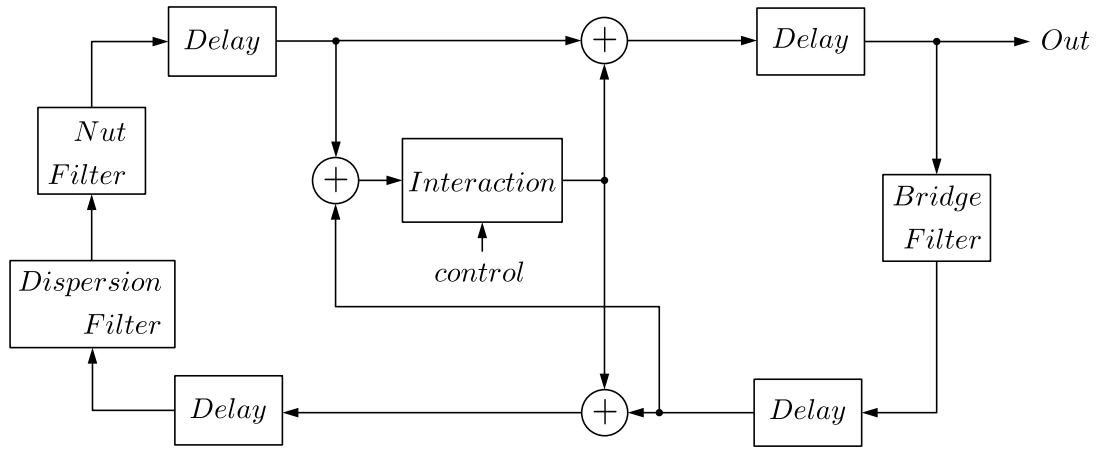 Delay
+
Delay
Out
Nut
Filter
+
Interaction
Bridge
Filter
control
Dispersion
Filter
Delay
+
Delay